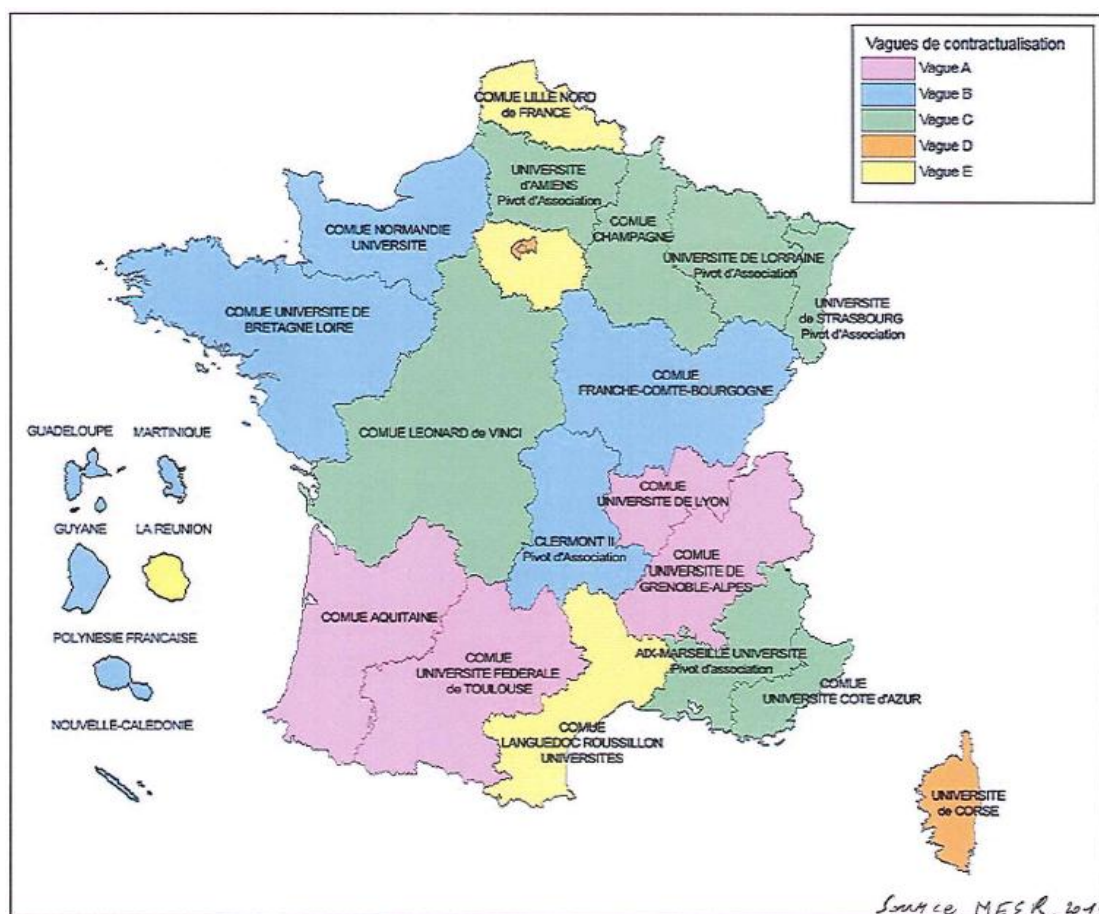 Vagues de contractualisation
Vague A
Vague B
Vague C
Vague D
Vague E
COMUE LILLE NORD
de FRANCE
UNIVERSITE
d'AMIENS
Pivot d'Association
COMUE
CHAMPAGNE
COMUE NORMANDIE
UNIVERSITE
UNIVERSITE DE LORRAINE
Pivot d'Association
COMUE UNIVERSITE DE
BRETAGNE LOIRE
UNIVERSITE
de STRASBOURG
Pivot d'Association
COMUE
FRANCHE-COMTE-BOURGOGNE
COMUE LEONARD de VINCI
GUADELOUPE
MARTINIQUE
COMUE
UNIVERSITE DE LYON
GUYANE
LA REUNION
CLERMONT II
Pivot d'Association
COMUE
UNIVERSITE DE
GRENOBLE-ALPES
COMUE AQUITAINE
POLYNESIE FRANCAISE
COMUE
UNIVERSITE FEDERALE
de TOULOUSE
AIX-MARSEILLE UNIVERSITE
Pivot d'association
COMUE
UNIVERSITE COTE d'AZUR
NOUVELLE-CALEDONIE
COMUE
LANGUEDOC ROUSSILLON
UNIVERSITES
UNIVERSITE
de CORSE
Source MESR